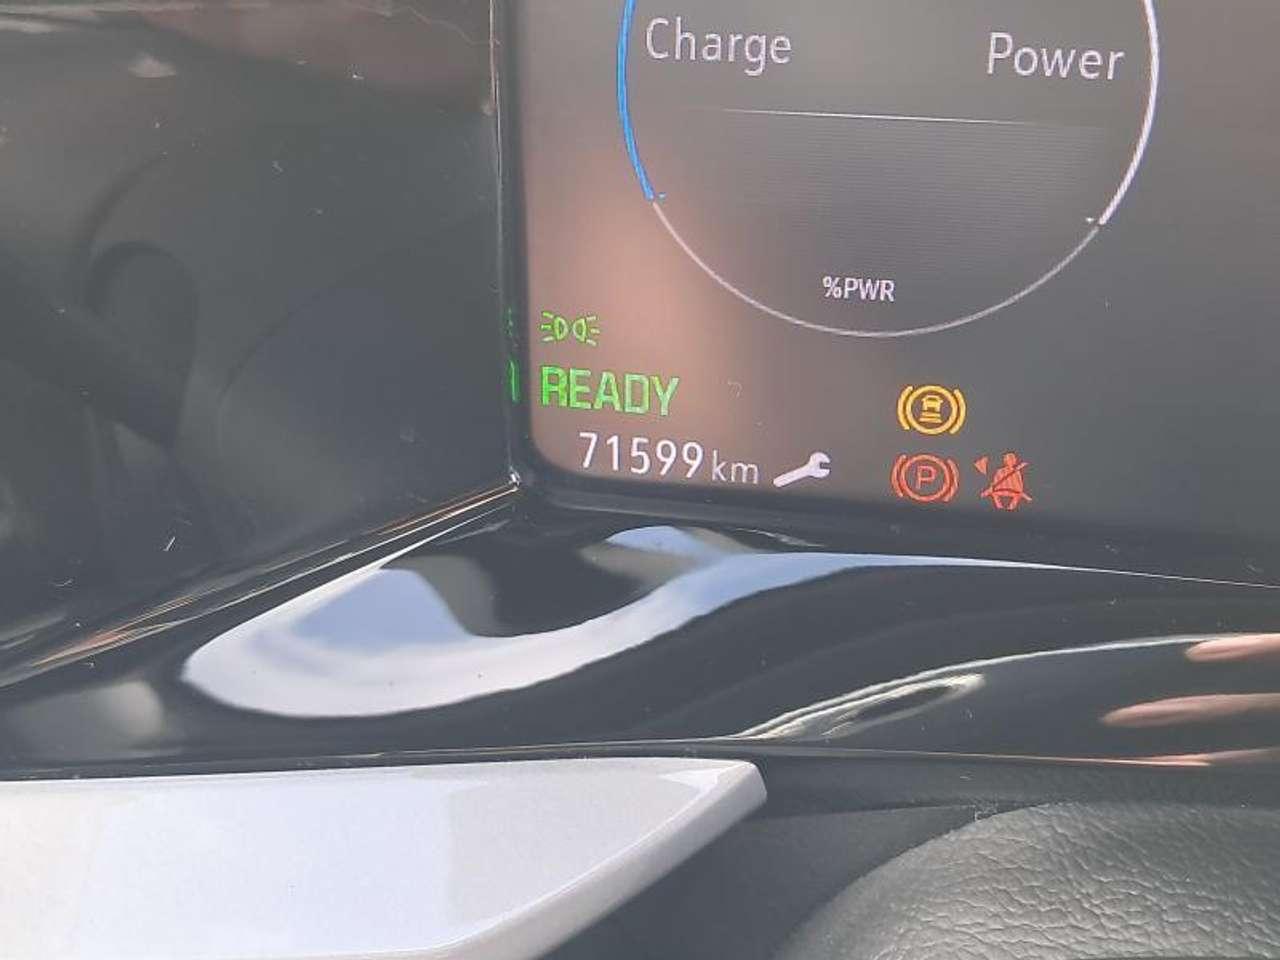 Charge Power
%PWR
READY
71599 km
P